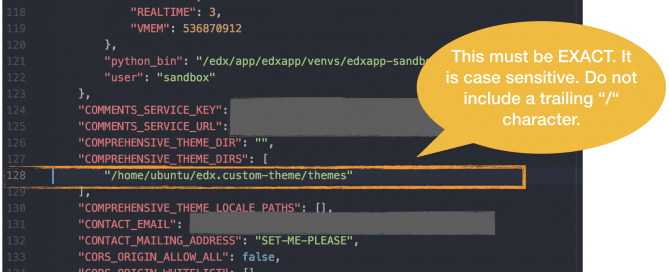 118 "REALTIME": 3,
119 "VMEM": 536870912
120 },
121 "python_bin": "/edx/app/edxapp/venvs/edxapp-sandb
122 "user": "sandbox"
123 },
124 "COMMENTS_SERVICE_KEY":
125 "COMMENTS_SERVICE_URL":
126 "COMPREHENSIVE_THEME_DIR": "",
127 "COMPREHENSIVE_THEME_DIRS": [
128 "/home/ubuntu/edx.custom-theme/themes"
129 ],
130 "COMPREHENSIVE_THEME_LOCALE_PATHS": [],
131 "CONTACT_EMAIL":
132 "CONTACT_MAILING_ADDRESS": "SET-ME-PLEASE",
133 "CORS_ORIGIN_ALLOW_ALL": false,
134 "CORS_ORIGIN_WHITELIST": []
This must be EXACT. It
is case sensitive. Do not
include a trailing “/“
character.